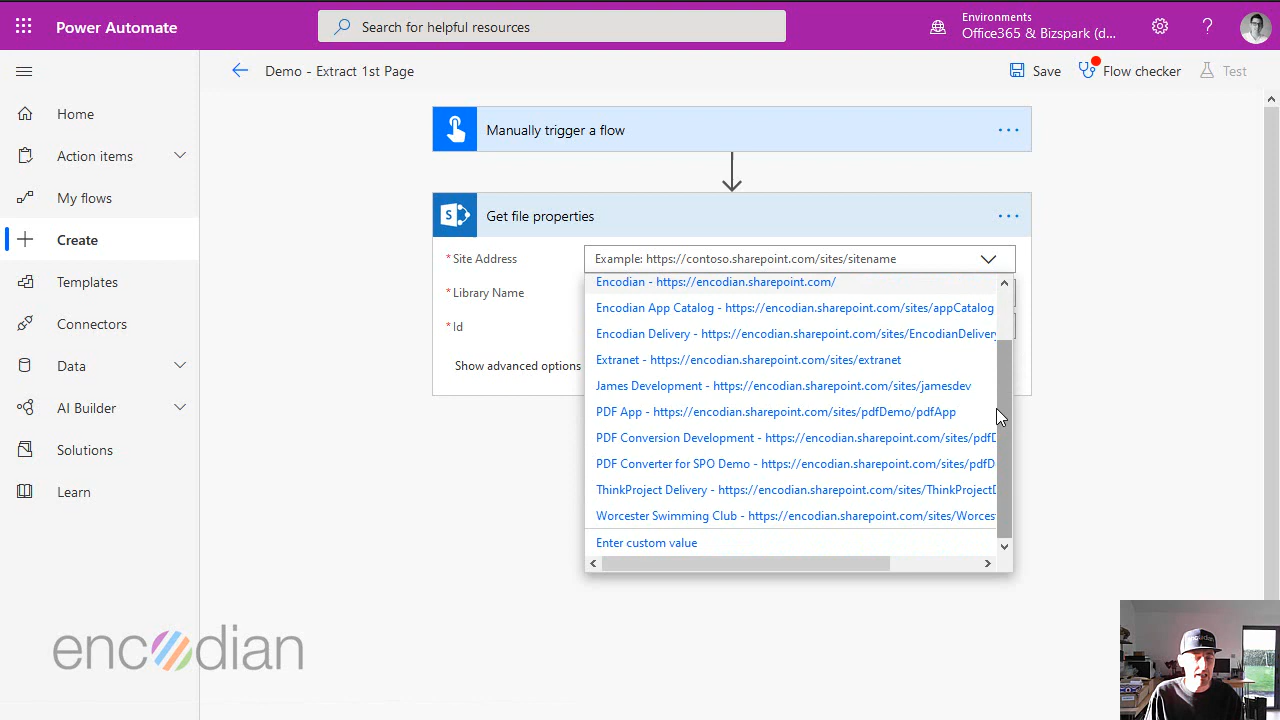 Power Automate
Search for helpful resources
Environments
Office365 & Bizspark (d...
?
Demo - Extract 1st Page
Save
Flow checker
Test
Home
Action items
My flows
Create
Templates
Connectors
Data
AI Builder
Solutions
Learn
Manually trigger a flow
...
S
Get file properties
...
*Site Address
Example: https://contoso.sharepoint.com/sites/sitename
*Library Name
*Id
Show advanced options
Encodian - https://encodian.sharepoint.com/
Encodian App Catalog - https://encodian.sharepoint.com/sites/appCatalog
Encodian Delivery - https://encodian.sharepoint.com/sites/EncodianDelivery
Extranet - https://encodian.sharepoint.com/sites/extranet
James Development - https://encodian.sharepoint.com/sites/jamesdev
PDF App - https://encodian.sharepoint.com/sites/pdfDemo/pdfApp
PDF Conversion Development - https://encodian.sharepoint.com/sites/pdfD
PDF Converter for SPO Demo - https://encodian.sharepoint.com/sites/pdfD
ThinkProject Delivery - https://encodian.sharepoint.com/sites/ThinkProjectD
Worcester Swimming Club - https://encodian.sharepoint.com/sites/Worces
Enter custom value
encodian
encodian